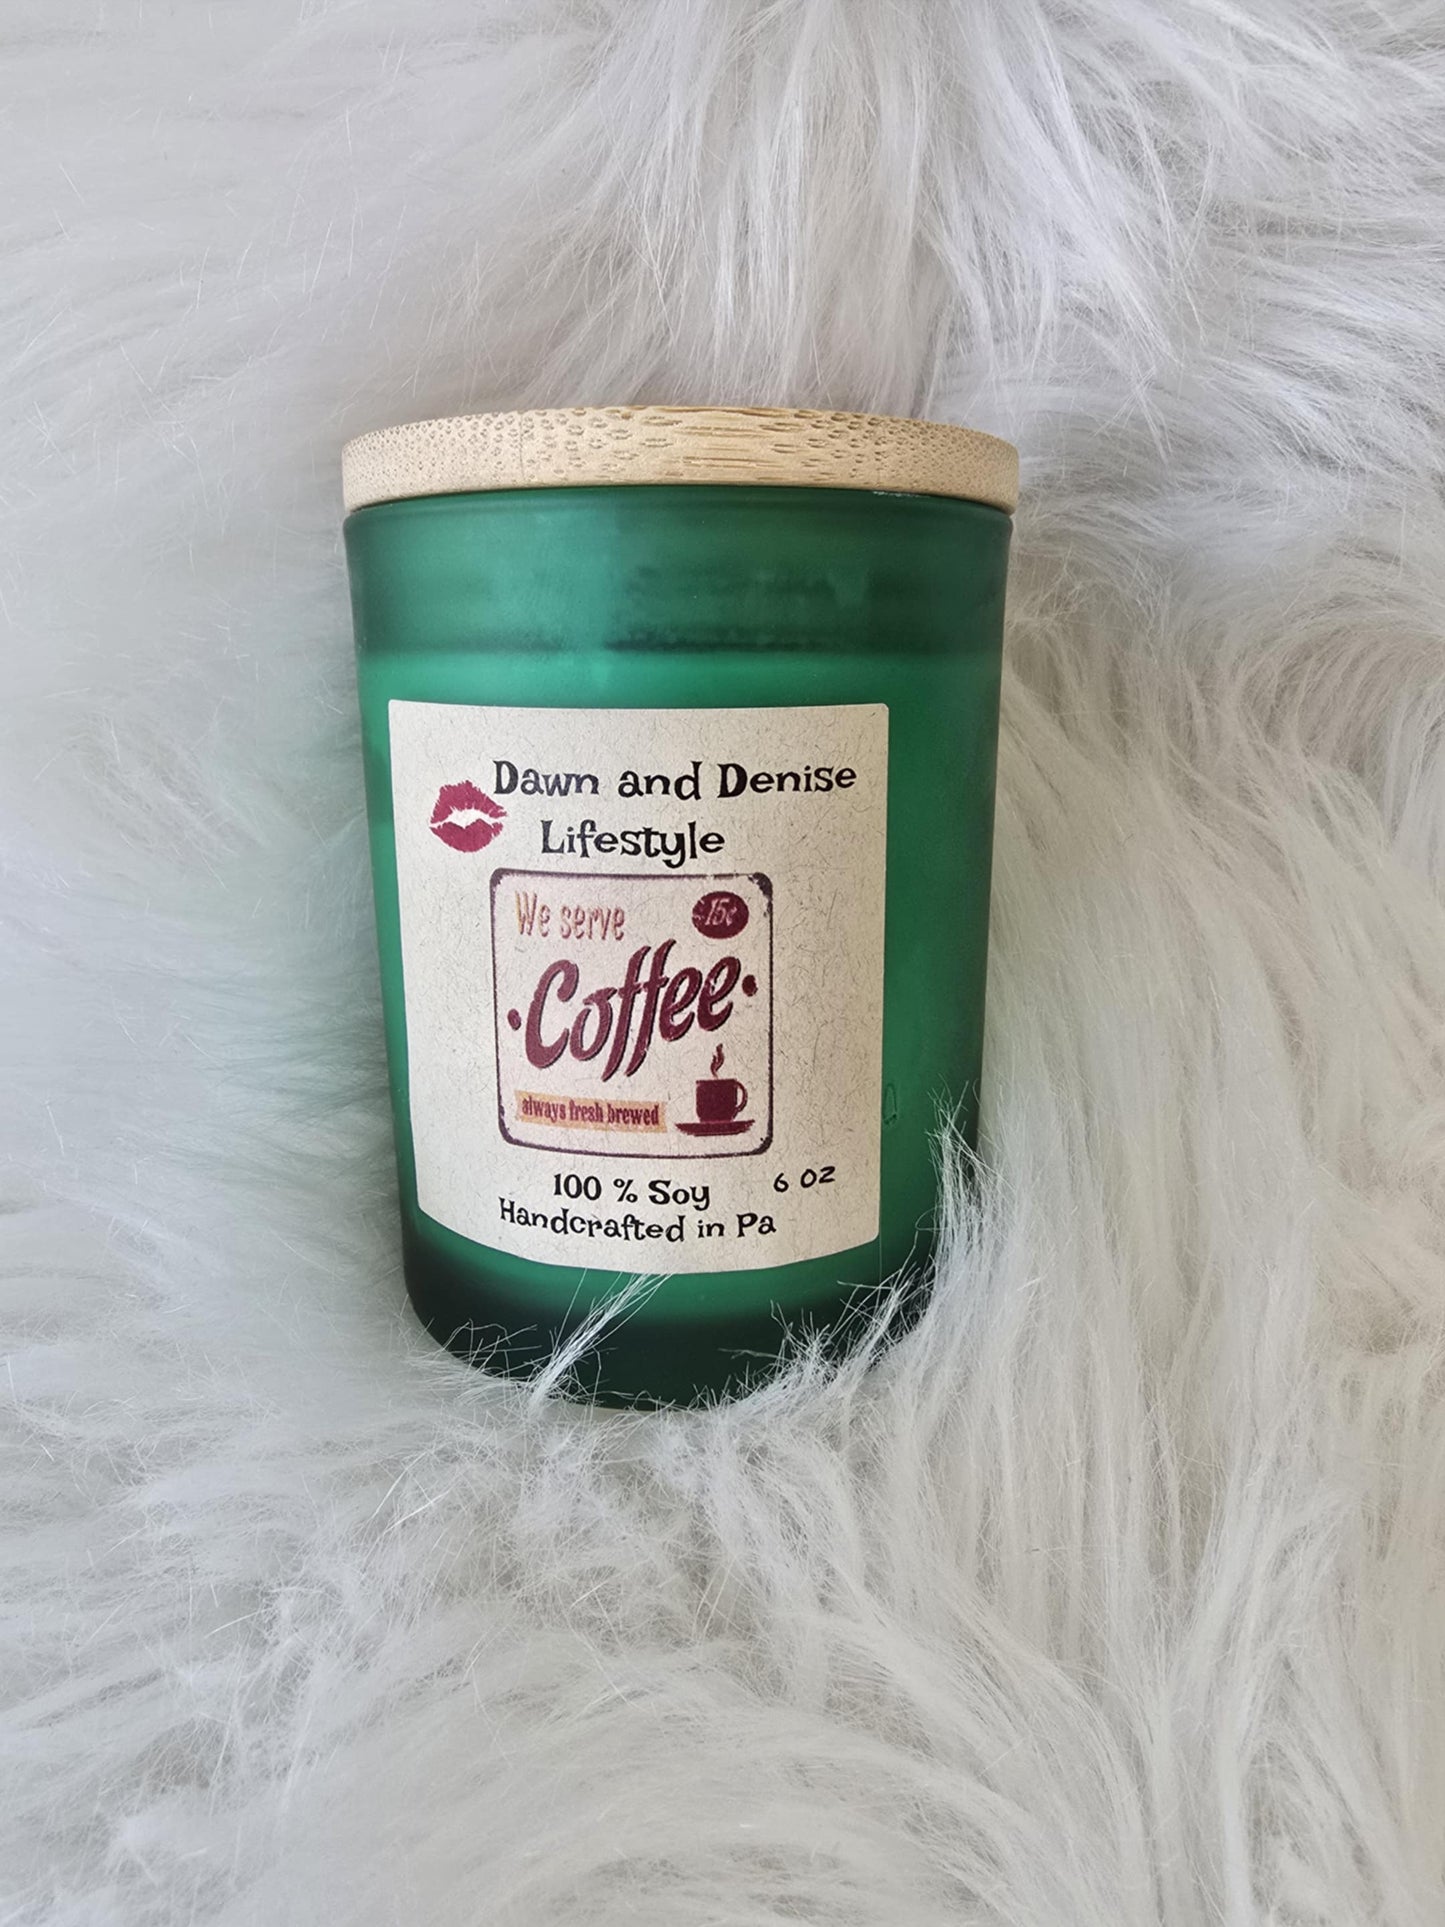 Dawn and Denise
Lifestyle
We serve
15¢
Coffee
always fresh brewed
100 % Soy
6 oz
Handcrafted in Pa